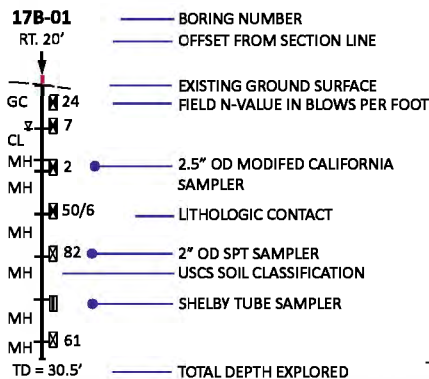 17B-01 BORING NUMBER
RT. 20' OFFSET FROM SECTION LINE
EXISTING GROUND SURFACE
GC 24 FIELD N-VALUE IN BLOWS PER FOOT
7
CL
MH 2 2.5" OD MODIFED CALIFORNIA
SAMPLER
MH
50/6 LITHOLOGIC CONTACT
MH
82 2" OD SPT SAMPLER
MH USCS SOIL CLASSIFICATION
SHELBY TUBE SAMPLER
MH
MH 61
TD = 30.5' TOTAL DEPTH EXPLORED